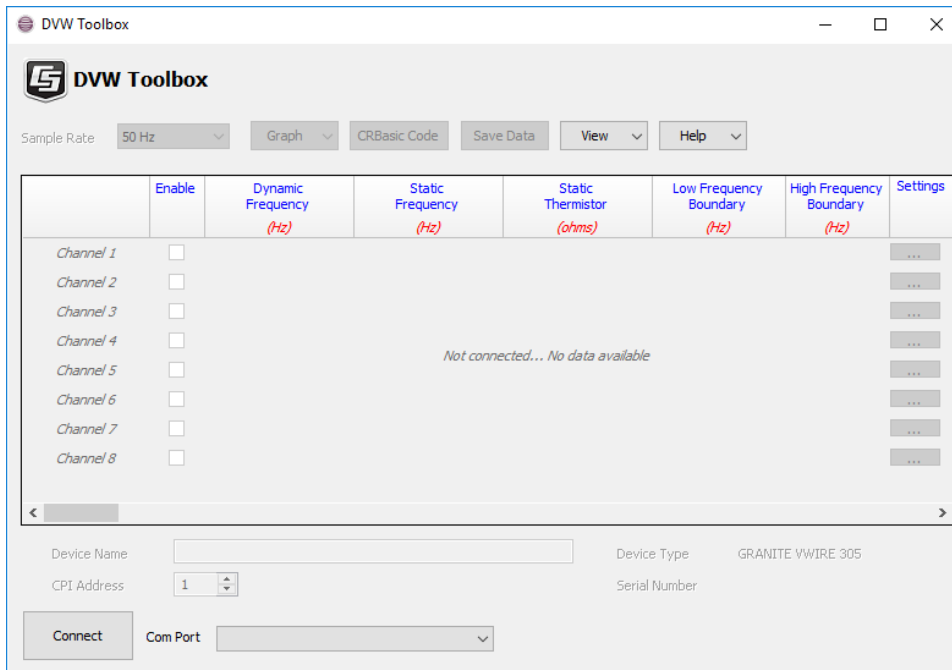 DVW Toolbox
DVW Toolbox
Sample Rate 50 Hz Graph CRBasic Code Save Data View Help
Enable Dynamic Frequency (Hz) Static Frequency (Hz) Static Thermistor (ohms) Low Frequency Boundary (Hz) High Frequency Boundary (Hz) Settings
Channel 1 ...
Channel 2 ...
Channel 3 ...
Channel 4 ...
Not connected... No data available
Channel 5 ...
Channel 6 ...
Channel 7 ...
Channel 8 ...
Device Name Device Type GRANITE VWIRE 305
CPI Address 1 Serial Number
Connect Com Port